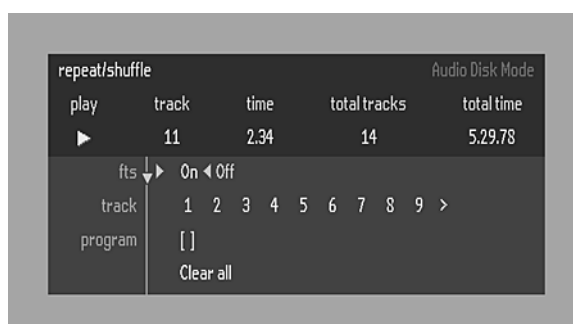 repeat/shuffle Audio Disk Mode
play track time total tracks total time
11 2.34 14 5.29.78
fts On Off
track 1 2 3 4 5 6 7 8 9 >
program [ ]
Clear all